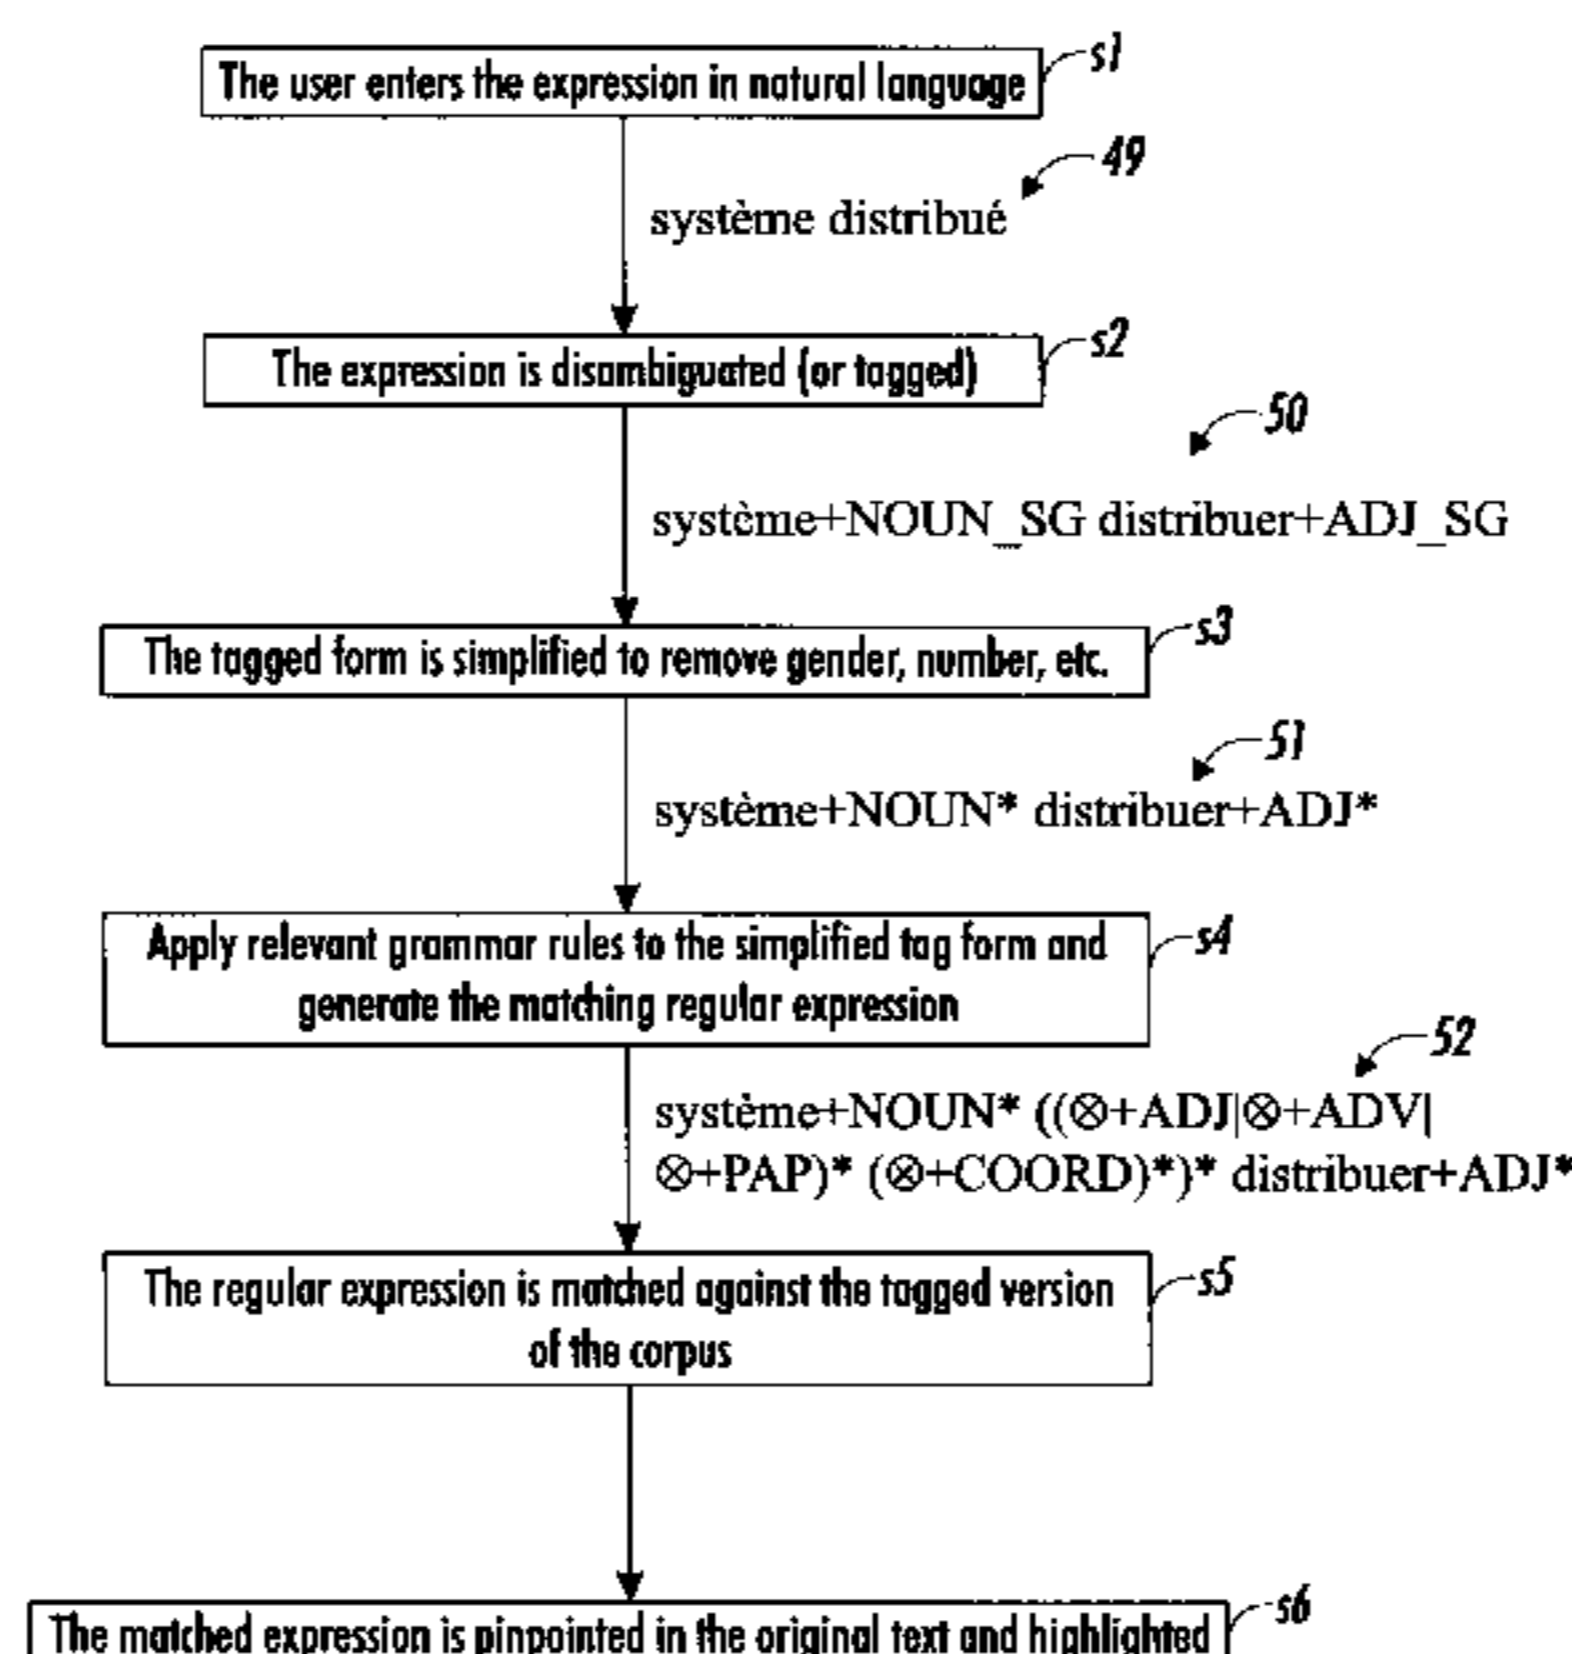 The user enters the expression in natural language
s1
49
système distribué
The expression is disambiguated (or tagged)
s2
50
système+NOUN_SG distribuer+ADJ_SG
The tagged form is simplified to remove gender, number, etc.
s3
51
système+NOUN* distribuer+ADJ*
Apply relevant grammar rules to the simplified tag form and
generate the matching regular expression
s4
52
système+NOUN* ((⊗+ADJ|⊗+ADV|
⊗+PAP)* (⊗+COORD)*)* distribuer+ADJ*
The regular expression is matched against the tagged version
of the corpus
s5
The matched expression is pinpointed in the original text and highlighted
s6